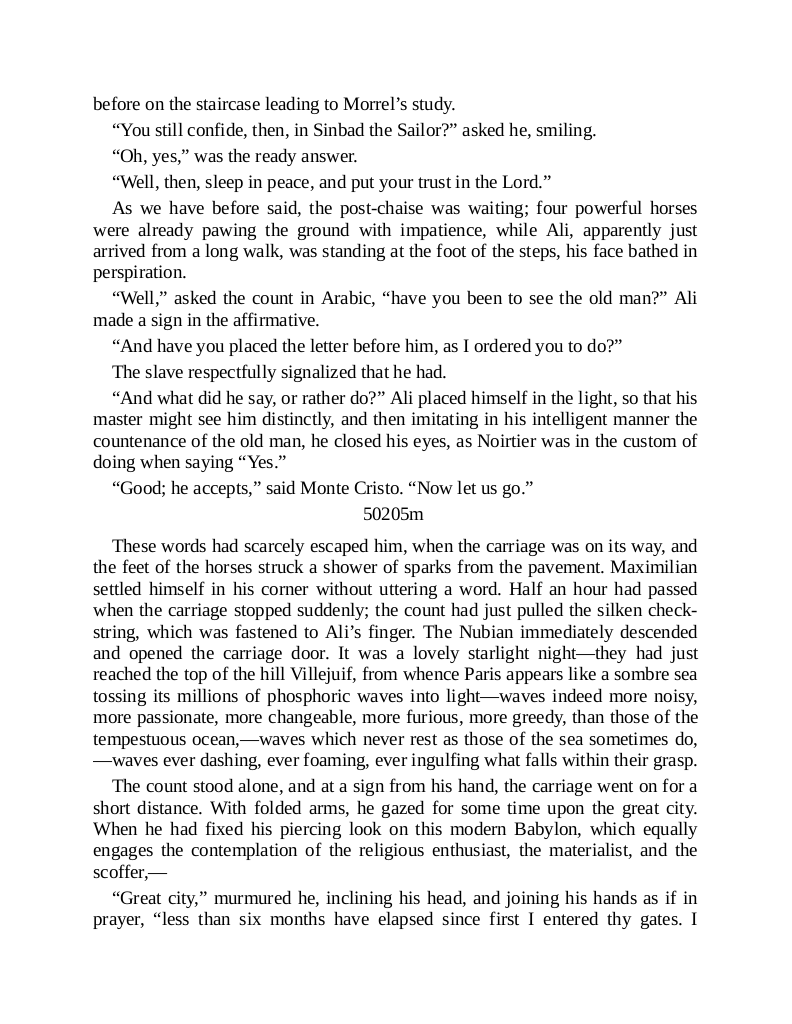 before on the staircase leading to Morrel’s study.
“You still confide, then, in Sinbad the Sailor?” asked he, smiling.
“Oh, yes,” was the ready answer.
“Well, then, sleep in peace, and put your trust in the Lord.”
As we have before said, the post-chaise was waiting; four powerful horses
were already pawing the ground with impatience, while Ali, apparently just
arrived from a long walk, was standing at the foot of the steps, his face bathed in
perspiration.
“Well,” asked the count in Arabic, “have you been to see the old man?” Ali
made a sign in the affirmative.
“And have you placed the letter before him, as I ordered you to do?”
The slave respectfully signalized that he had.
“And what did he say, or rather do?” Ali placed himself in the light, so that his
master might see him distinctly, and then imitating in his intelligent manner the
countenance of the old man, he closed his eyes, as Noirtier was in the custom of
doing when saying “Yes.”
“Good; he accepts,” said Monte Cristo. “Now let us go.”
50205m
These words had scarcely escaped him, when the carriage was on its way, and
the feet of the horses struck a shower of sparks from the pavement. Maximilian
settled himself in his corner without uttering a word. Half an hour had passed
when the carriage stopped suddenly; the count had just pulled the silken check-
string, which was fastened to Ali’s finger. The Nubian immediately descended
and opened the carriage door. It was a lovely starlight night—they had just
reached the top of the hill Villejuif, from whence Paris appears like a sombre sea
tossing its millions of phosphoric waves into light—waves indeed more noisy,
more passionate, more changeable, more furious, more greedy, than those of the
tempestuous ocean,—waves which never rest as those of the sea sometimes do,
—waves ever dashing, ever foaming, ever ingulfing what falls within their grasp.
The count stood alone, and at a sign from his hand, the carriage went on for a
short distance. With folded arms, he gazed for some time upon the great city.
When he had fixed his piercing look on this modern Babylon, which equally
engages the contemplation of the religious enthusiast, the materialist, and the
scoffer,—
“Great city,” murmured he, inclining his head, and joining his hands as if in
prayer, “less than six months have elapsed since first I entered thy gates. I